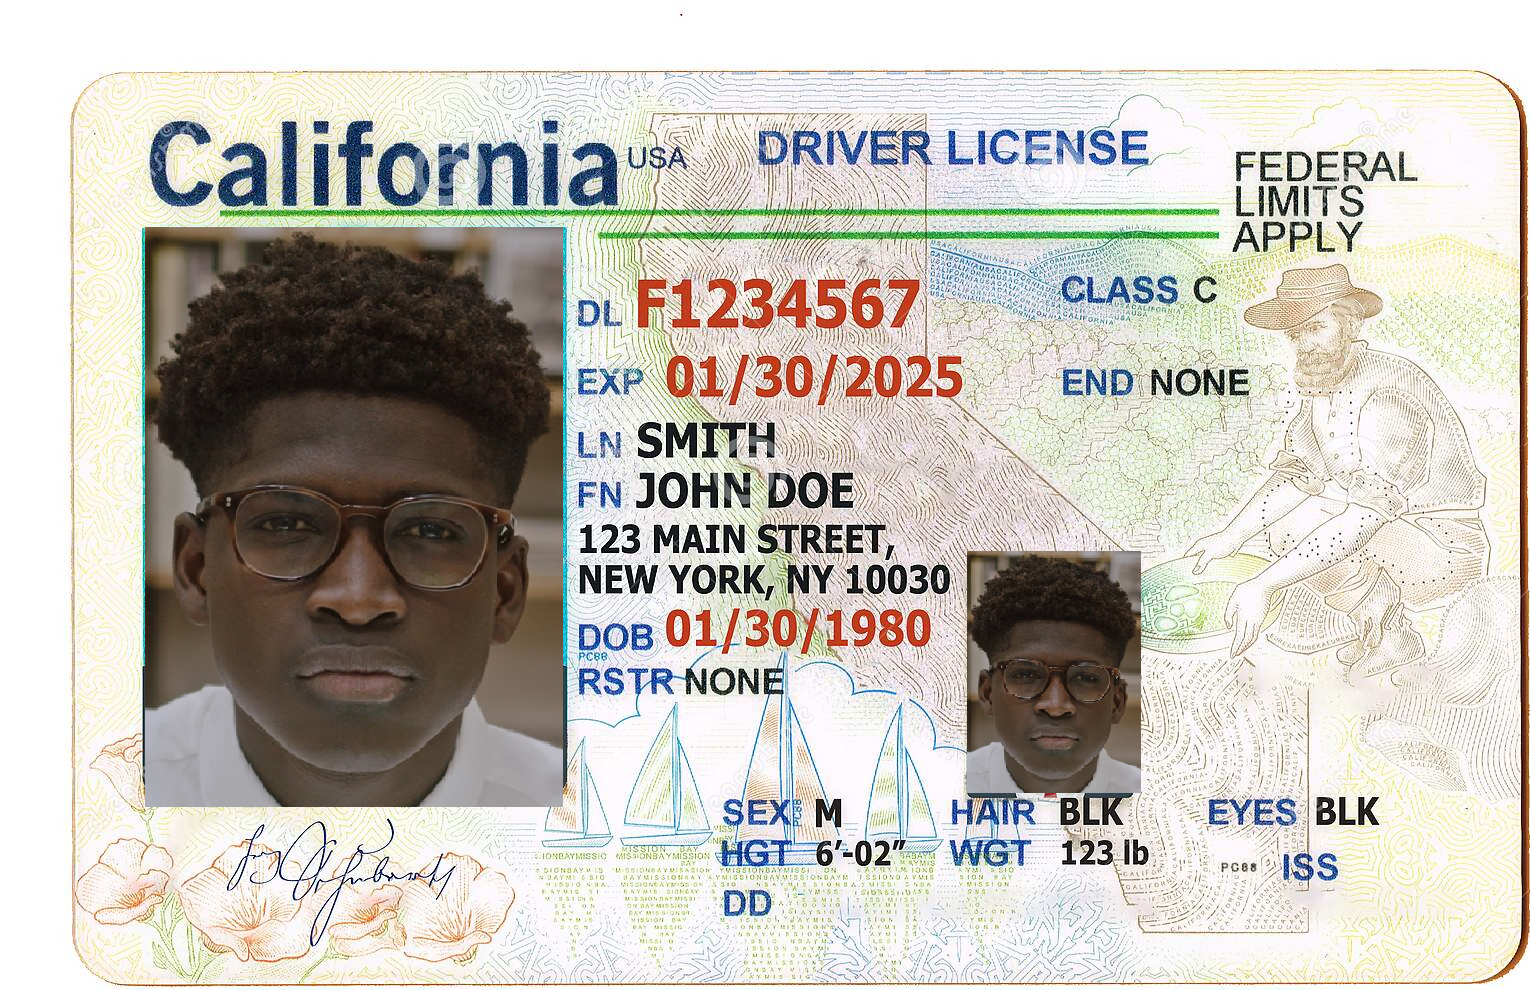 California USA DRIVER LICENSE
FEDERAL
LIMITS
APPLY
DL F1234567
CLASS C
EXP 01/30/2025
END NONE
LN SMITH
FN JOHN DOE
123 MAIN STREET,
NEW YORK, NY 10030
DOB 01/30/1980
PC88
RSTR NONE
SEX M HAIR BLK EYES BLK
HGT 6’-02” WGT 123 lb
PC88 ISS
DD